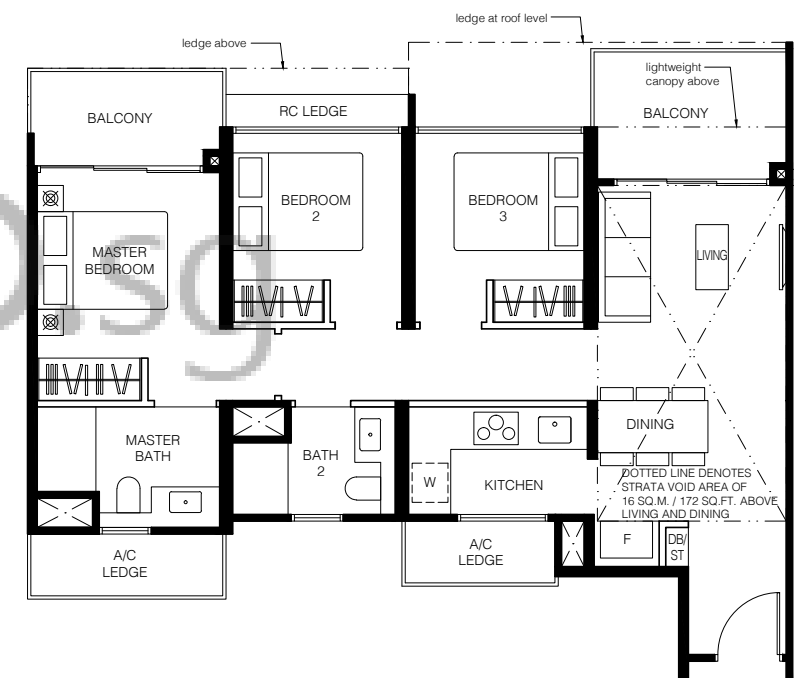 ledge at roof level
ledge above
lightweight
canopy above
BALCONY
RC LEDGE
BALCONY
BEDROOM
2
BEDROOM
3
MASTER
BEDROOM
LIVING
.sg
DINING
MASTER
BATH
BATH
2
W
KITCHEN
DOTTED LINE DENOTES
STRATA VOID AREA OF
16 SQ.M. / 172 SQ.FT. ABOVE
LIVING AND DINING
F
DB/
ST
A/C
LEDGE
A/C
LEDGE